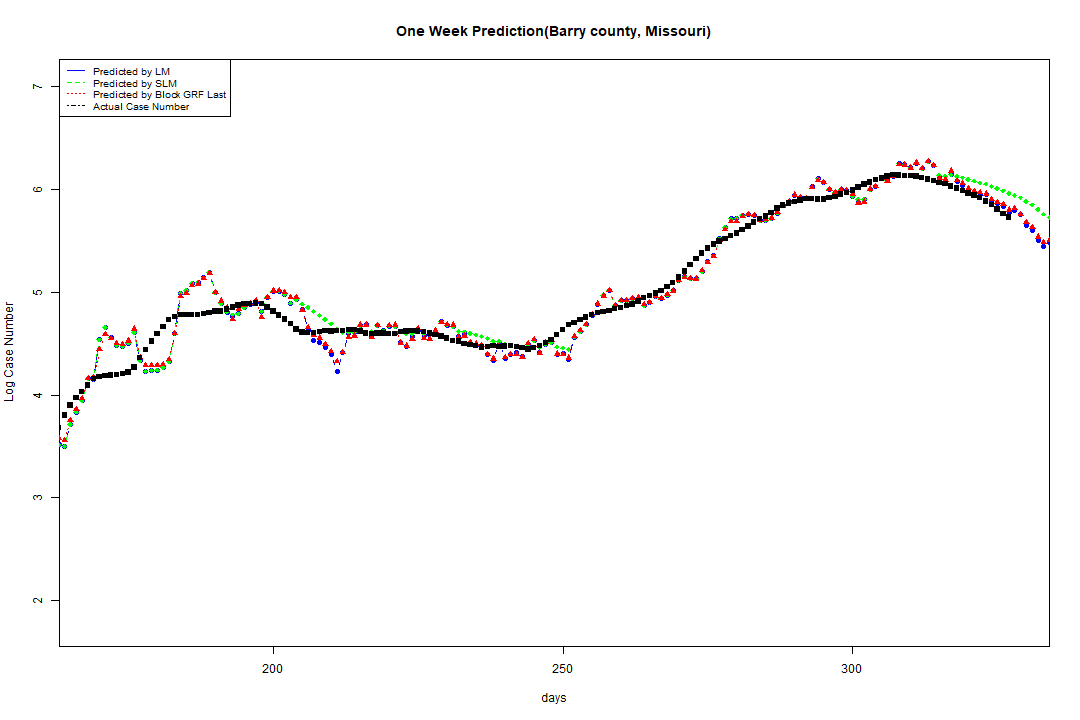 One Week Prediction(Barry county, Missouri)
Predicted by LM
Predicted by SLM
Predicted by Block GRF Last
Actual Case Number
7
6
5
4
3
2
Log Case Number
200 250 300
days